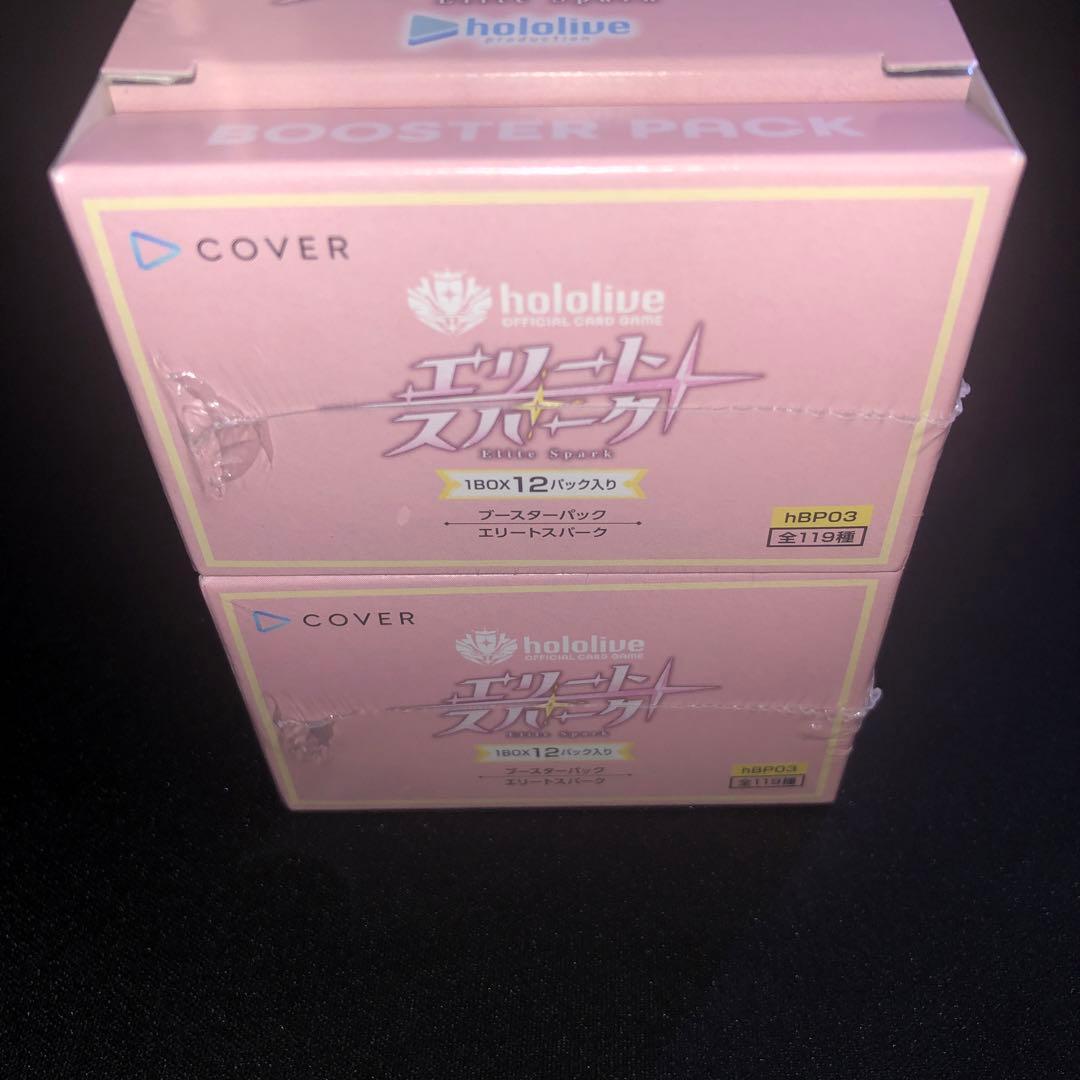 Elite Spark
hololive
production
BOOSTER PACK
COVER
hololive
OFFICIAL CARD GAME
エリート
スパーク
Elite Spark
1BOX12パック入り
ブースターパック
エリートスパーク
hBP03
全119種
COVER
hololive
OFFICIAL CARD GAME
エリート
スパーク
Elite Spark
1BOX12パック入り
ブースターパック
エリートスパーク
hBP03
全119種